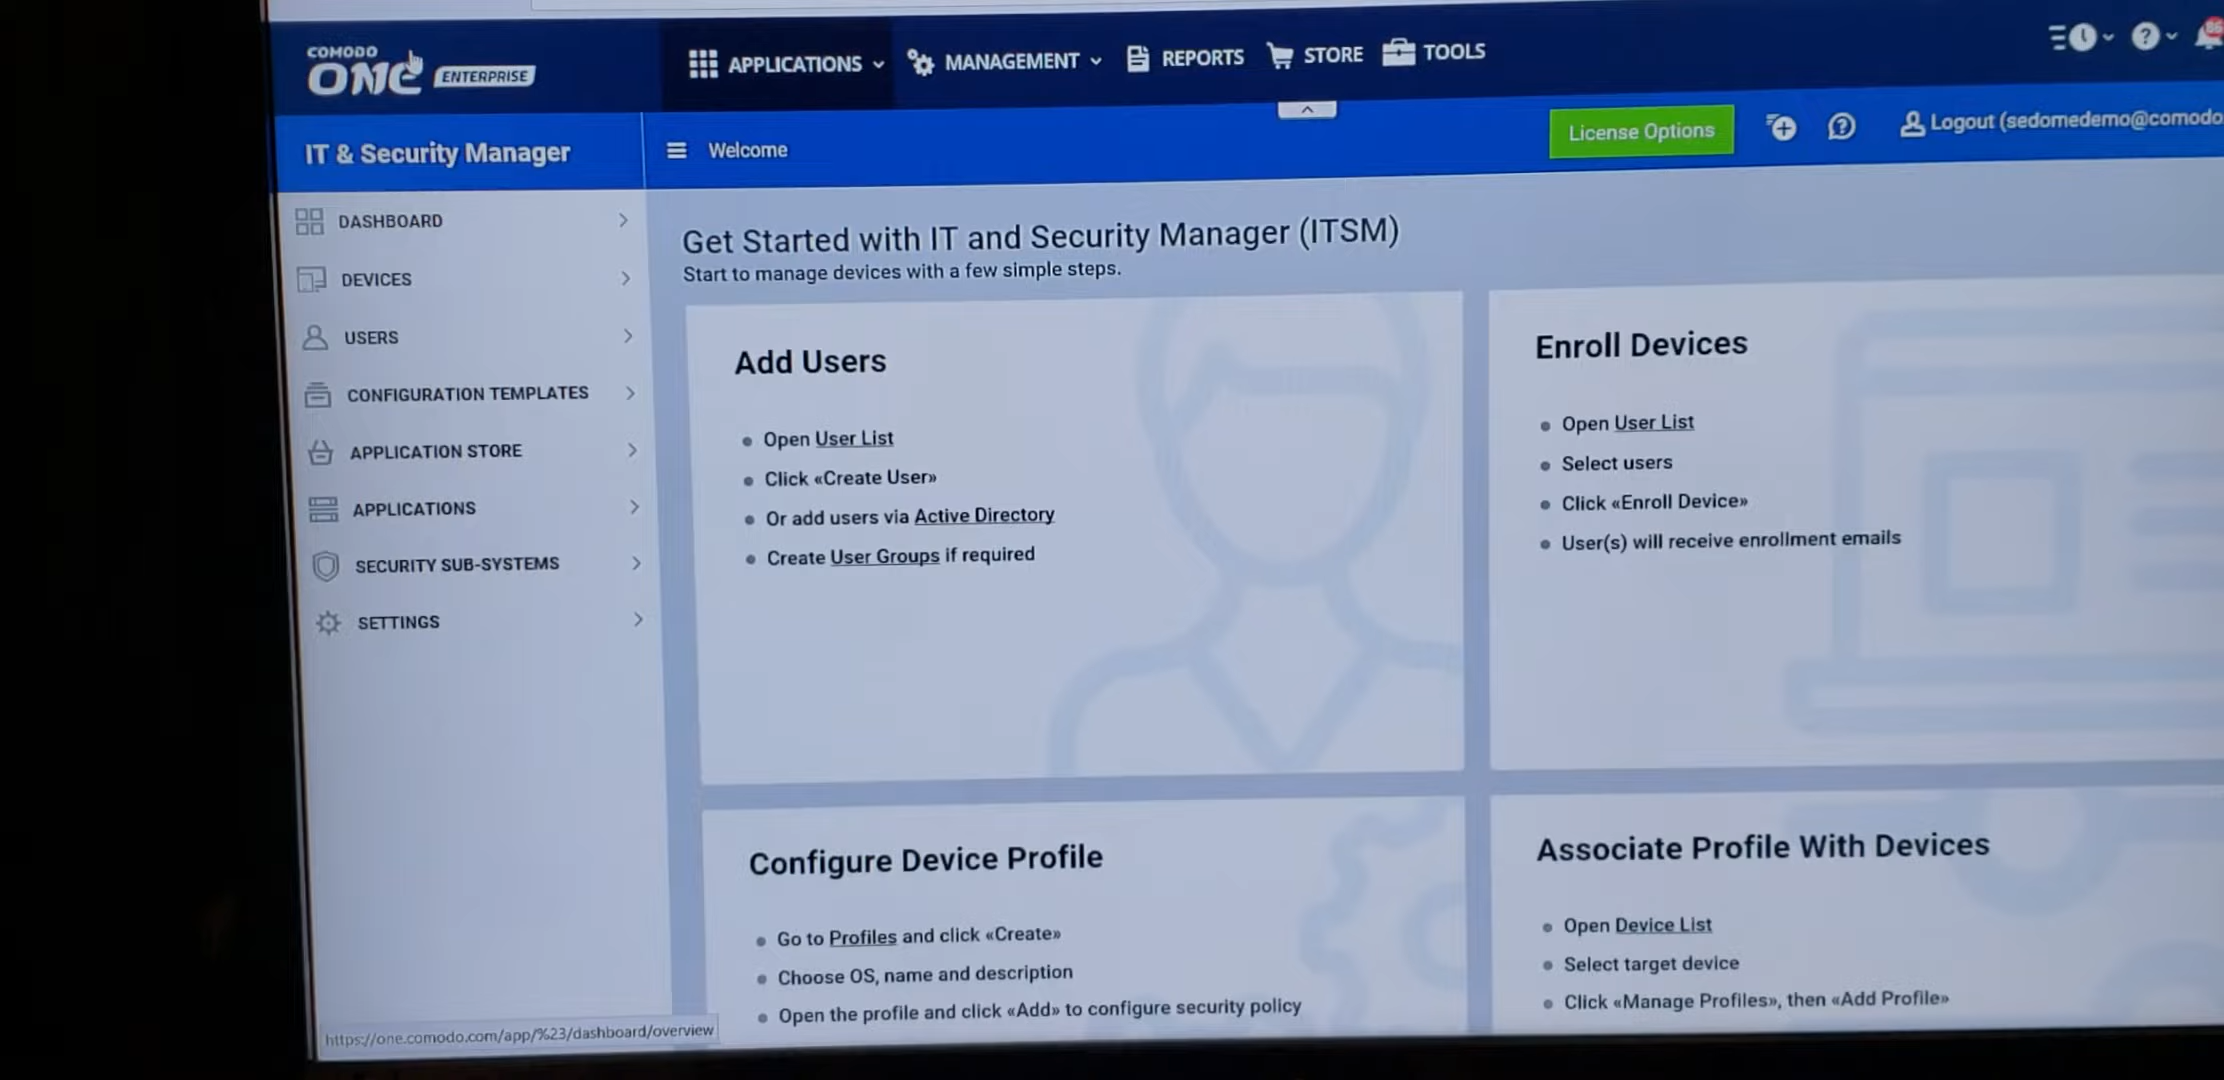 COMODO
ONE ENTERPRISE
APPLICATIONS
MANAGEMENT
REPORTS
STORE
TOOLS
IT & Security Manager
Welcome
License Options
Logout (sedomedemo@comodo
DASHBOARD
DEVICES
USERS
CONFIGURATION TEMPLATES
APPLICATION STORE
APPLICATIONS
SECURITY SUB-SYSTEMS
SETTINGS
Get Started with IT and Security Manager (ITSM)
Start to manage devices with a few simple steps.
Add Users
Open User List
Click «Create User»
Or add users via Active Directory
Create User Groups if required
Enroll Devices
Open User List
Select users
Click «Enroll Device»
User(s) will receive enrollment emails
Configure Device Profile
Go to Profiles and click «Create»
Choose OS, name and description
Open the profile and click «Add» to configure security policy
Associate Profile With Devices
Open Device List
Select target device
Click «Manage Profiles», then «Add Profile»
https://one.comodo.com/app/%23/dashboard/overview